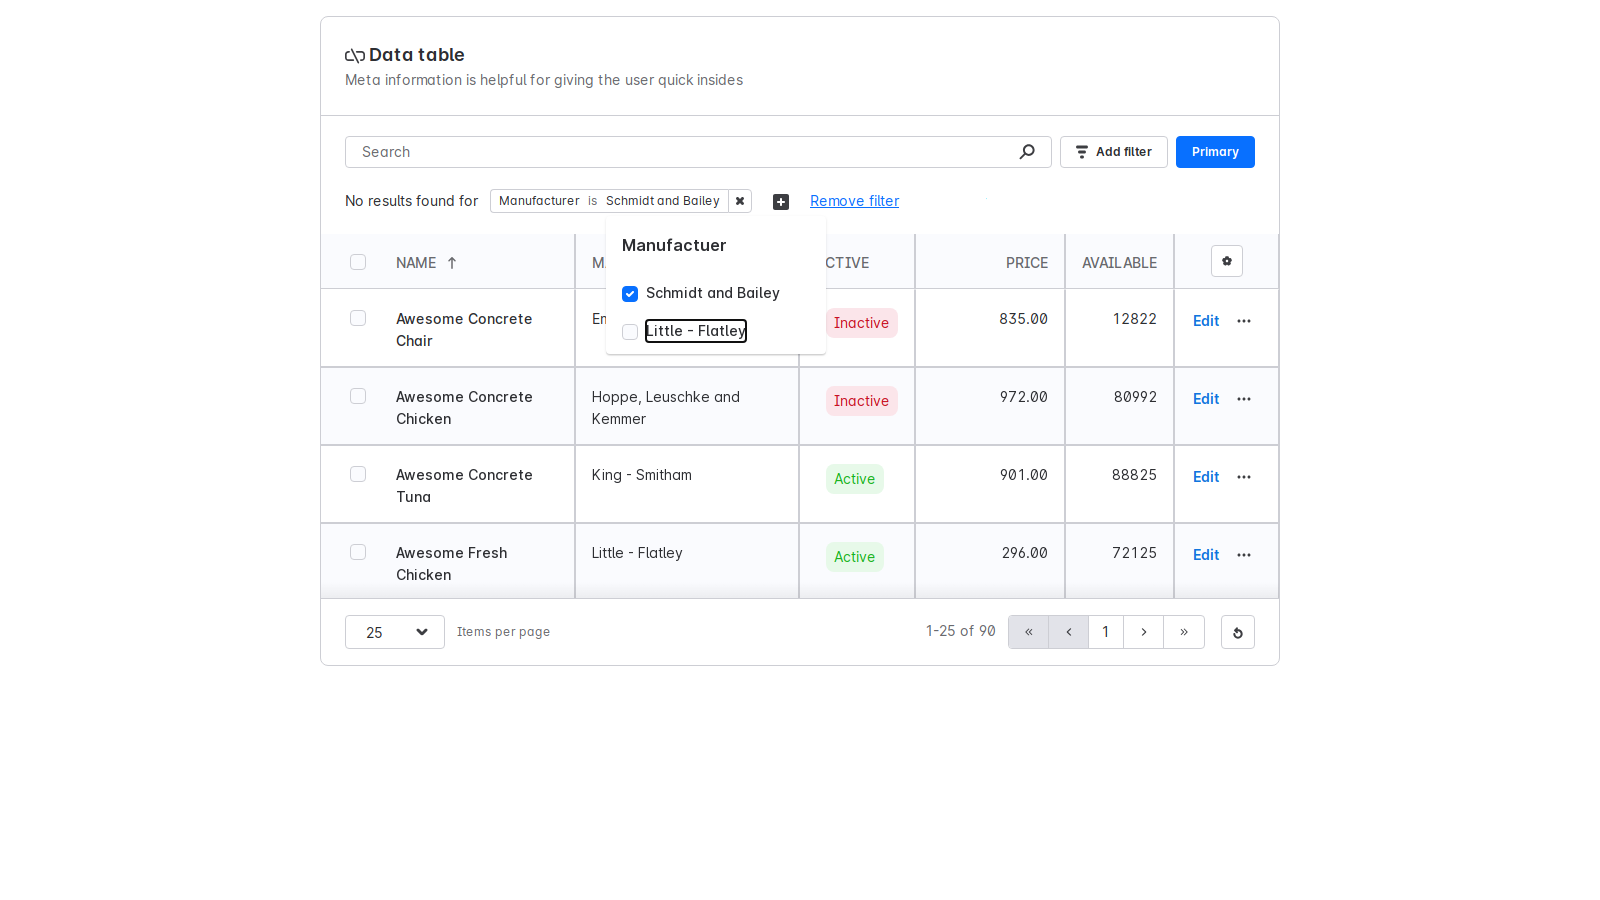 Data table
Meta information is helpful for giving the user quick insides
Search
Add filter
Primary
No results found for
Manufacturer is Schmidt and Bailey
Remove filter
Manufactuer
Schmidt and Bailey
Little - Flatley
NAME
M
CTIVE
PRICE
AVAILABLE
Awesome Concrete
Chair
Em
Inactive
835.00
12822
Edit
Awesome Concrete
Chicken
Hoppe, Leuschke and
Kemmer
Inactive
972.00
80992
Edit
Awesome Concrete
Tuna
King - Smitham
Active
901.00
88825
Edit
Awesome Fresh
Chicken
Little - Flatley
Active
296.00
72125
Edit
25
Items per page
1-25 of 90
«
‹
1
›
»